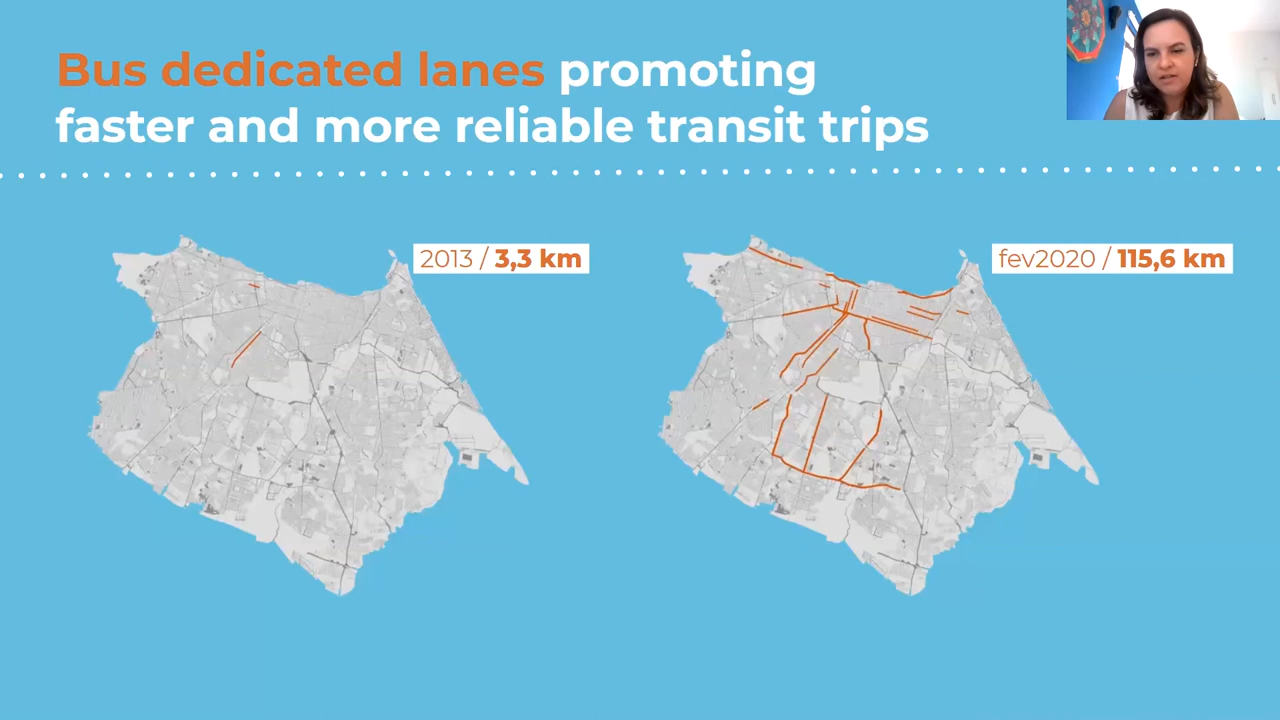 Bus dedicated lanes promoting
faster and more reliable transit trips
2013 / 3,3 km
fev2020 / 115,6 km